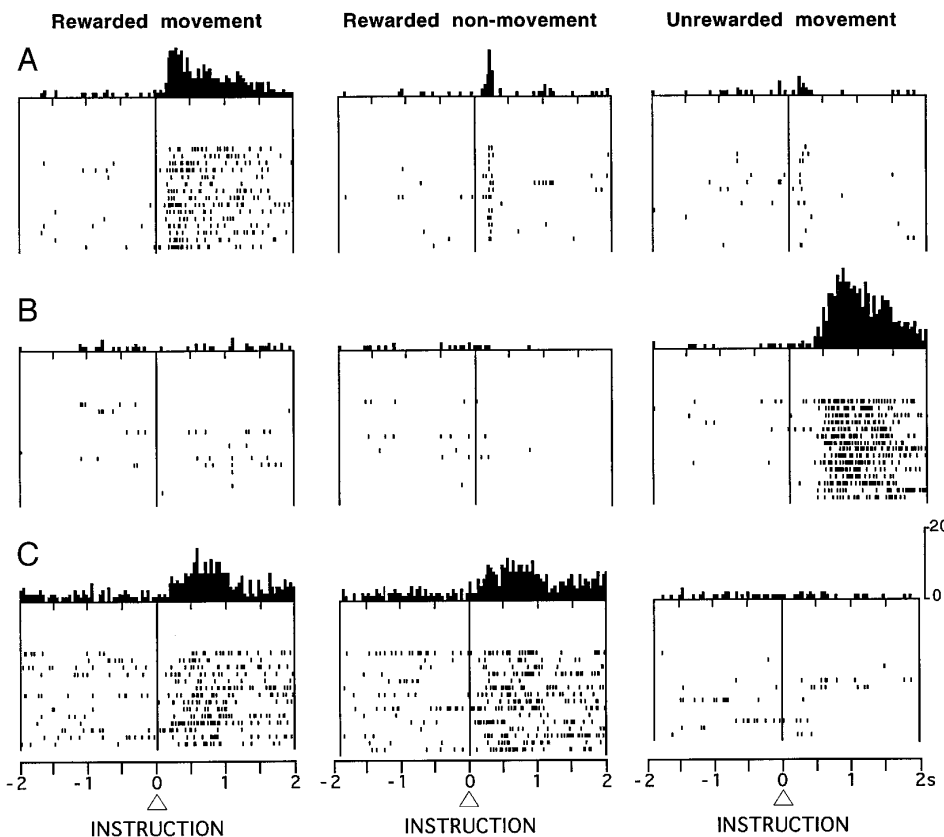 Rewarded movement Rewarded non-movement Unrewarded movement
A
B
C
20
0
-2 -1 0 1 2 -2 -1 0 1 2 -2 -1 0 1 2s
INSTRUCTION INSTRUCTION INSTRUCTION